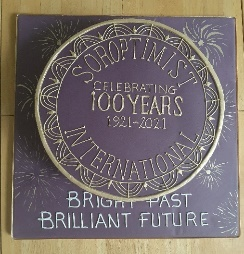 SOROPTIMIST
CELEBRATING
100 YEARS
1921-2021
INTERNATIONAL
BRIGHT PAST
BRILLIANT FUTURE